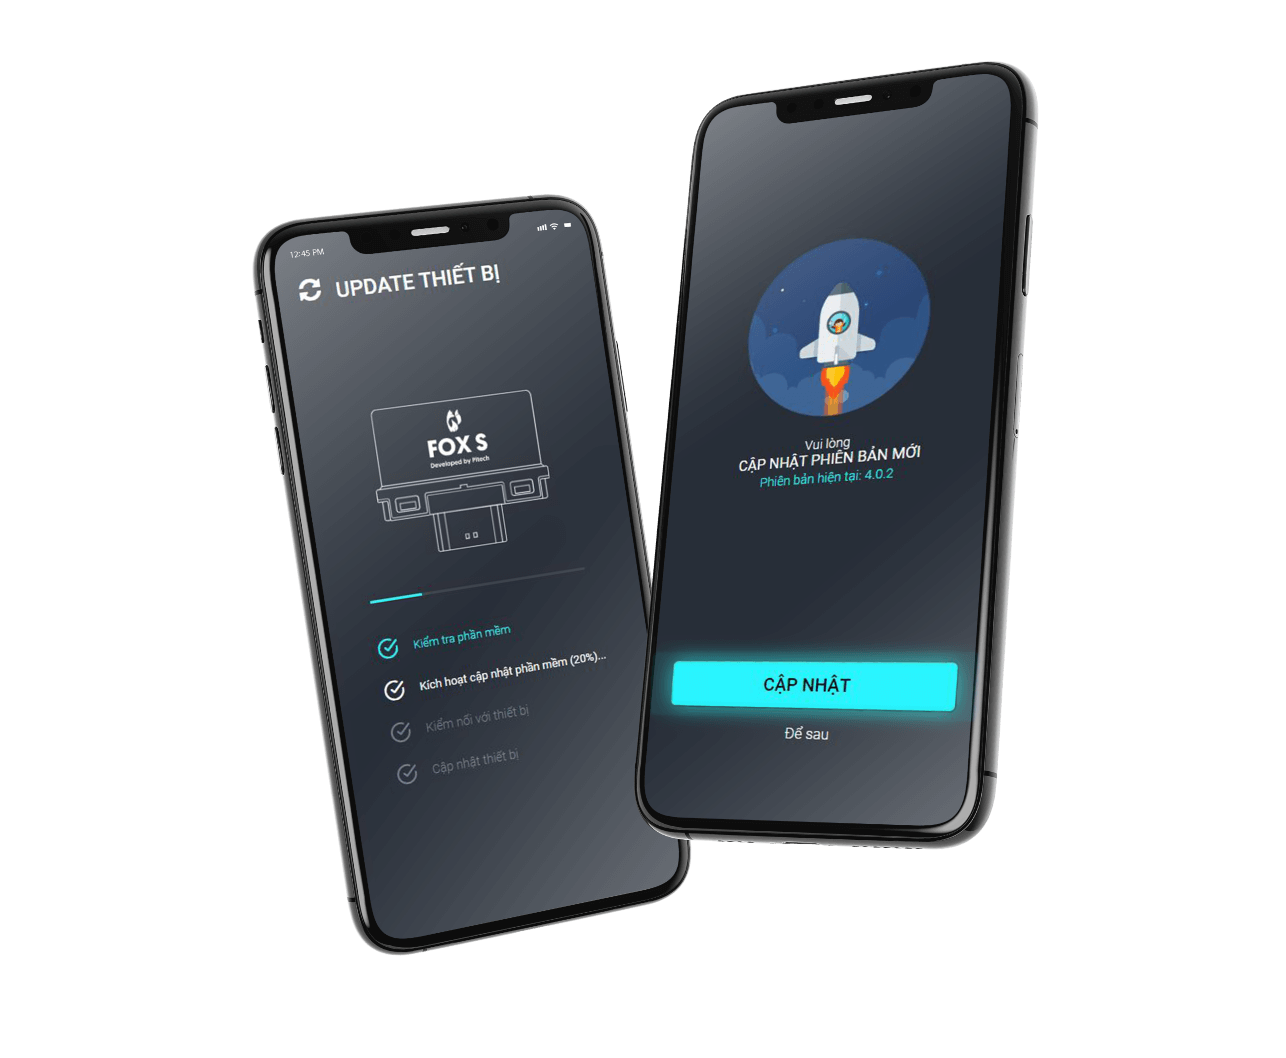 12:45 PM
UPDATE THIẾT BỊ
FOX S
Developed by Pitech
Kiểm tra phần mềm
Kích hoạt cập nhật phần mềm (20%)...
Kiểm nối với thiết bị
Cập nhật thiết bị
Vui lòng
CẬP NHẬT PHIÊN BẢN MỚI
Phiên bản hiện tại: 4.0.2
CẬP NHẬT
Để sau